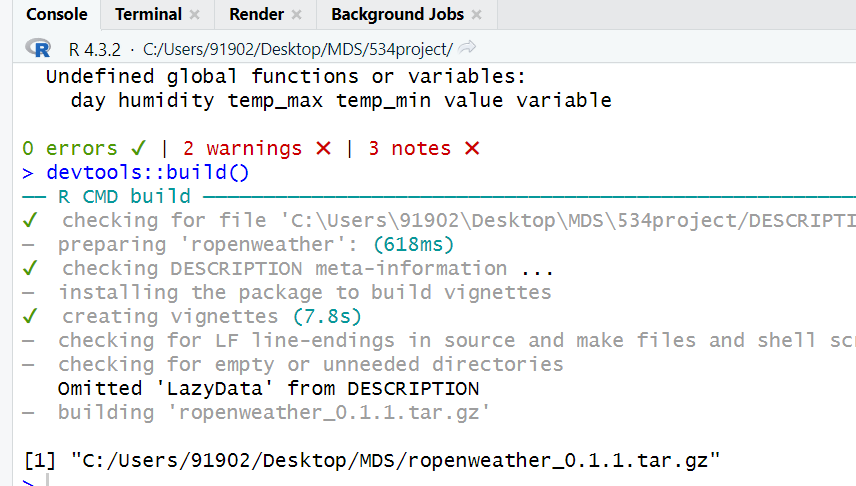 Console Terminal × Render × Background Jobs ×
R R 4.3.2 · C:/Users/91902/Desktop/MDS/534project/
Undefined global functions or variables:
day humidity temp_max temp_min value variable
0 errors ✓ | 2 warnings ✖ | 3 notes ✖
> devtools::build()
── R CMD build ──
✓ checking for file 'C:\Users\91902\Desktop\MDS\534project/DESCRIPTI
─ preparing 'ropenweather': (618ms)
✓ checking DESCRIPTION meta-information ...
─ installing the package to build vignettes
✓ creating vignettes (7.8s)
─ checking for LF line-endings in source and make files and shell scr
─ checking for empty or unneeded directories
Omitted 'LazyData' from DESCRIPTION
─ building 'ropenweather_0.1.1.tar.gz'
[1] "C:/Users/91902/Desktop/MDS/ropenweather_0.1.1.tar.gz"
>